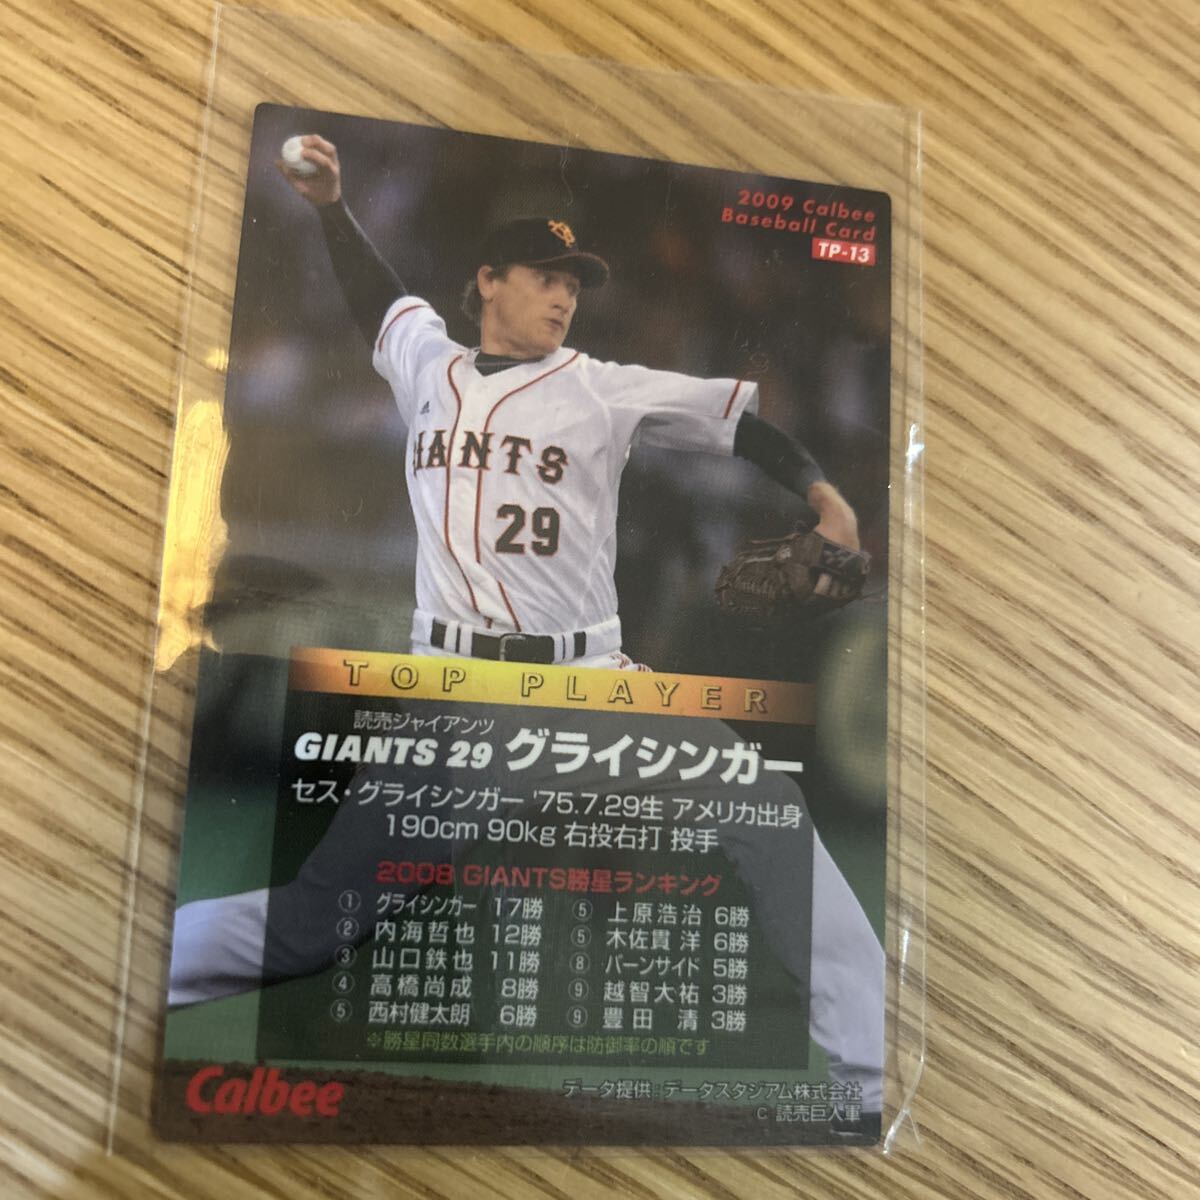 2009 Calbee
Baseball Card
TP-13
GIANTS
29
TOP PLAYER
読売ジャイアンツ
GIANTS 29 グライシンガー
セス・グライシンガー '75.7.29生 アメリカ出身
190cm 90kg 右投右打 投手
2008 GIANTS勝星ランキング
① グライシンガー 17勝 ⑤ 上原浩治 6勝
② 内海哲也 12勝 ⑤ 木佐貫 洋 6勝
③ 山口鉄也 11勝 ⑧ バーンサイド 5勝
④ 高橋尚成 8勝 ⑨ 越智大祐 3勝
⑤ 西村健太朗 6勝 ⑨ 豊田 清 3勝
※勝星同数選手内の順序は防御率の順です
Calbee
データ提供:データスタジアム株式会社
C 読売巨人軍